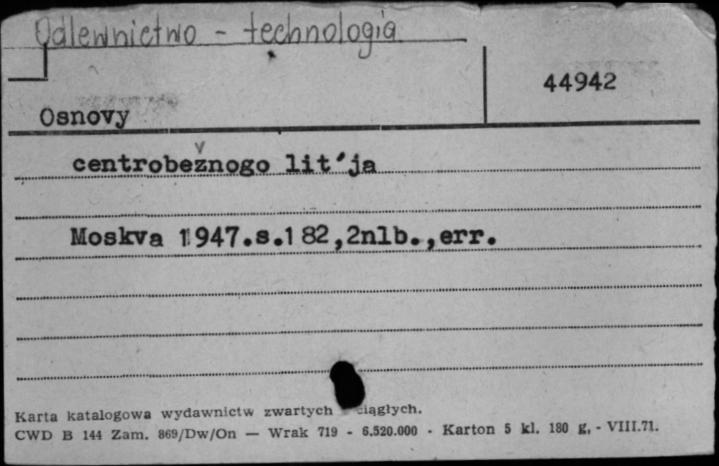 Odlewnictwo - technologia
44942
Osnovy
centrobežnogo lit'ja
Moskva 1947.s.182,2nlb.,err.
Karta katalogowa wydawnictw zwartych ciągłych.
CWD B 144 Zam. 869/Dw/On — Wrak 719 - 6.520.000 - Karton 5 kl. 180 g, - VIII.71.